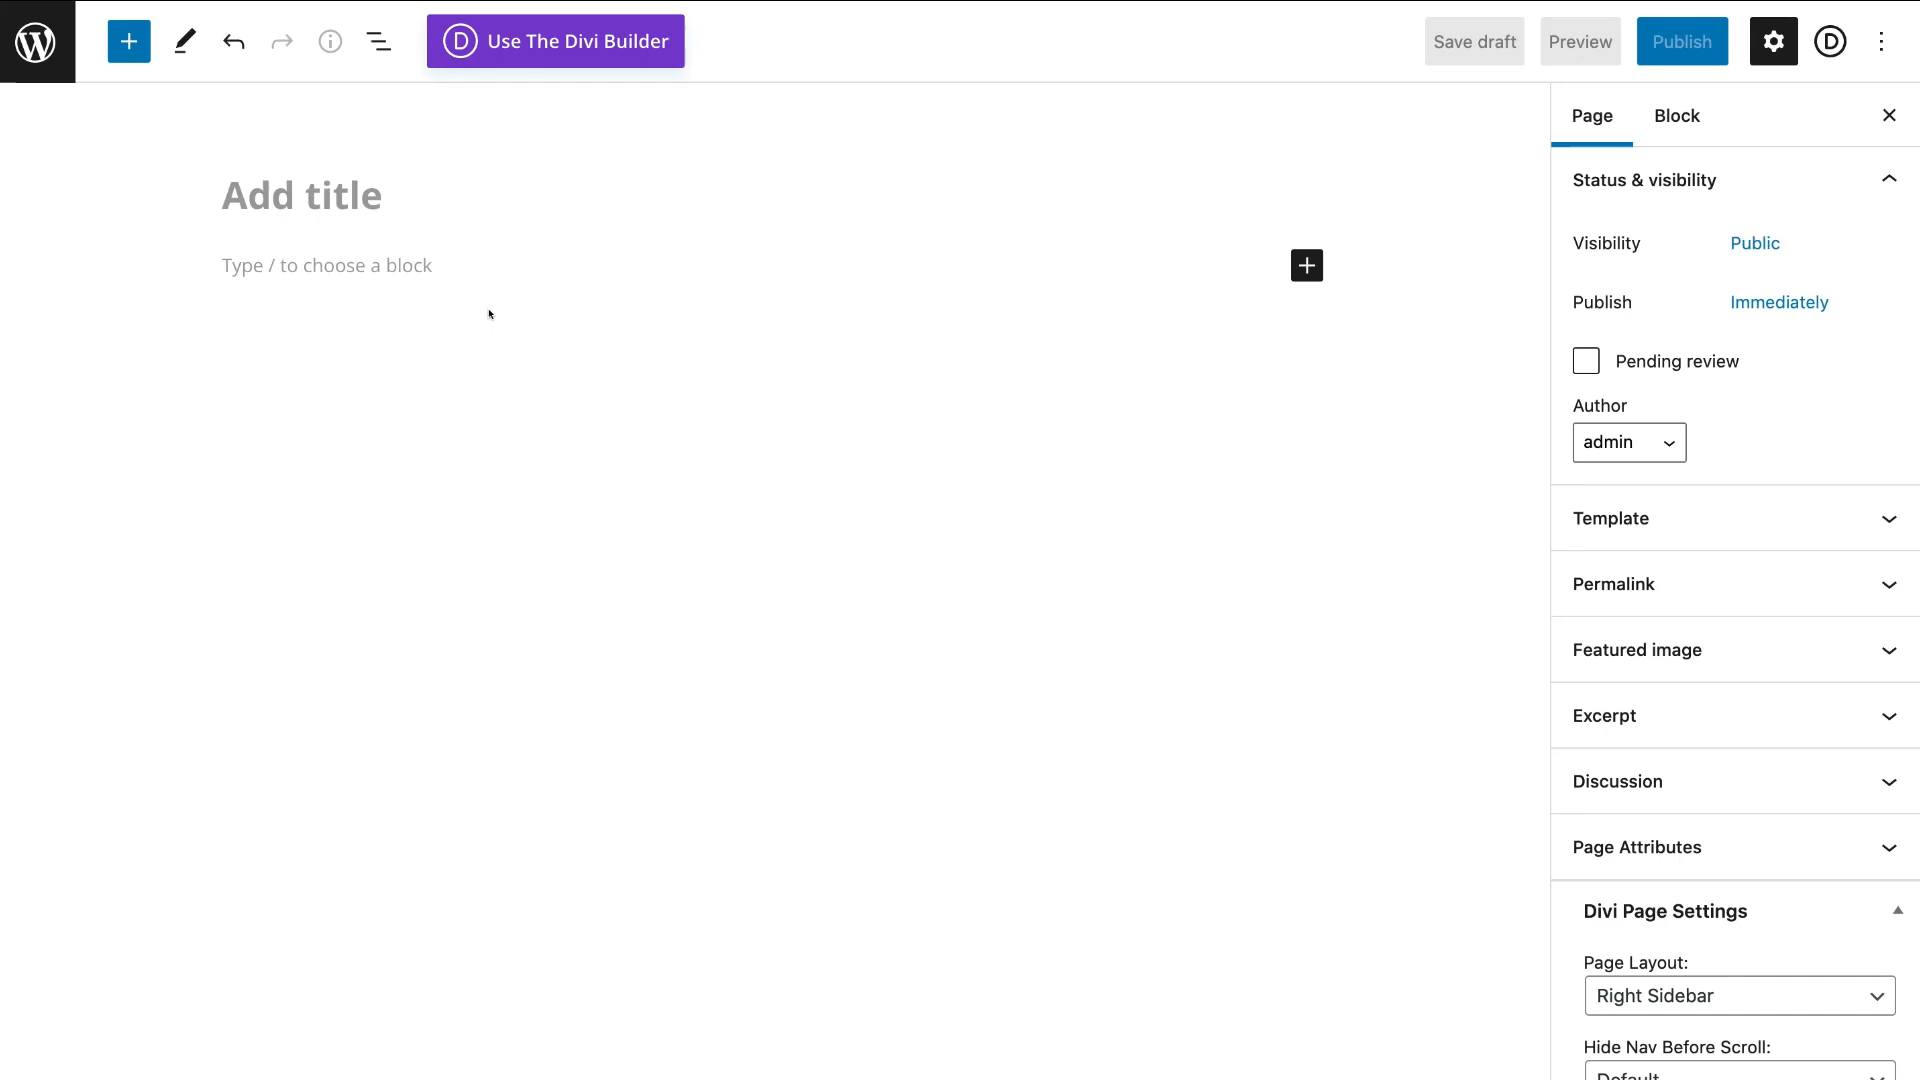 Use The Divi Builder
Save draft
Preview
Publish
Page
Block
Add title
Type / to choose a block
Status & visibility
Visibility
Public
Publish
Immediately
Pending review
Author
admin
Template
Permalink
Featured image
Excerpt
Discussion
Page Attributes
Divi Page Settings
Page Layout:
Right Sidebar
Hide Nav Before Scroll:
Default